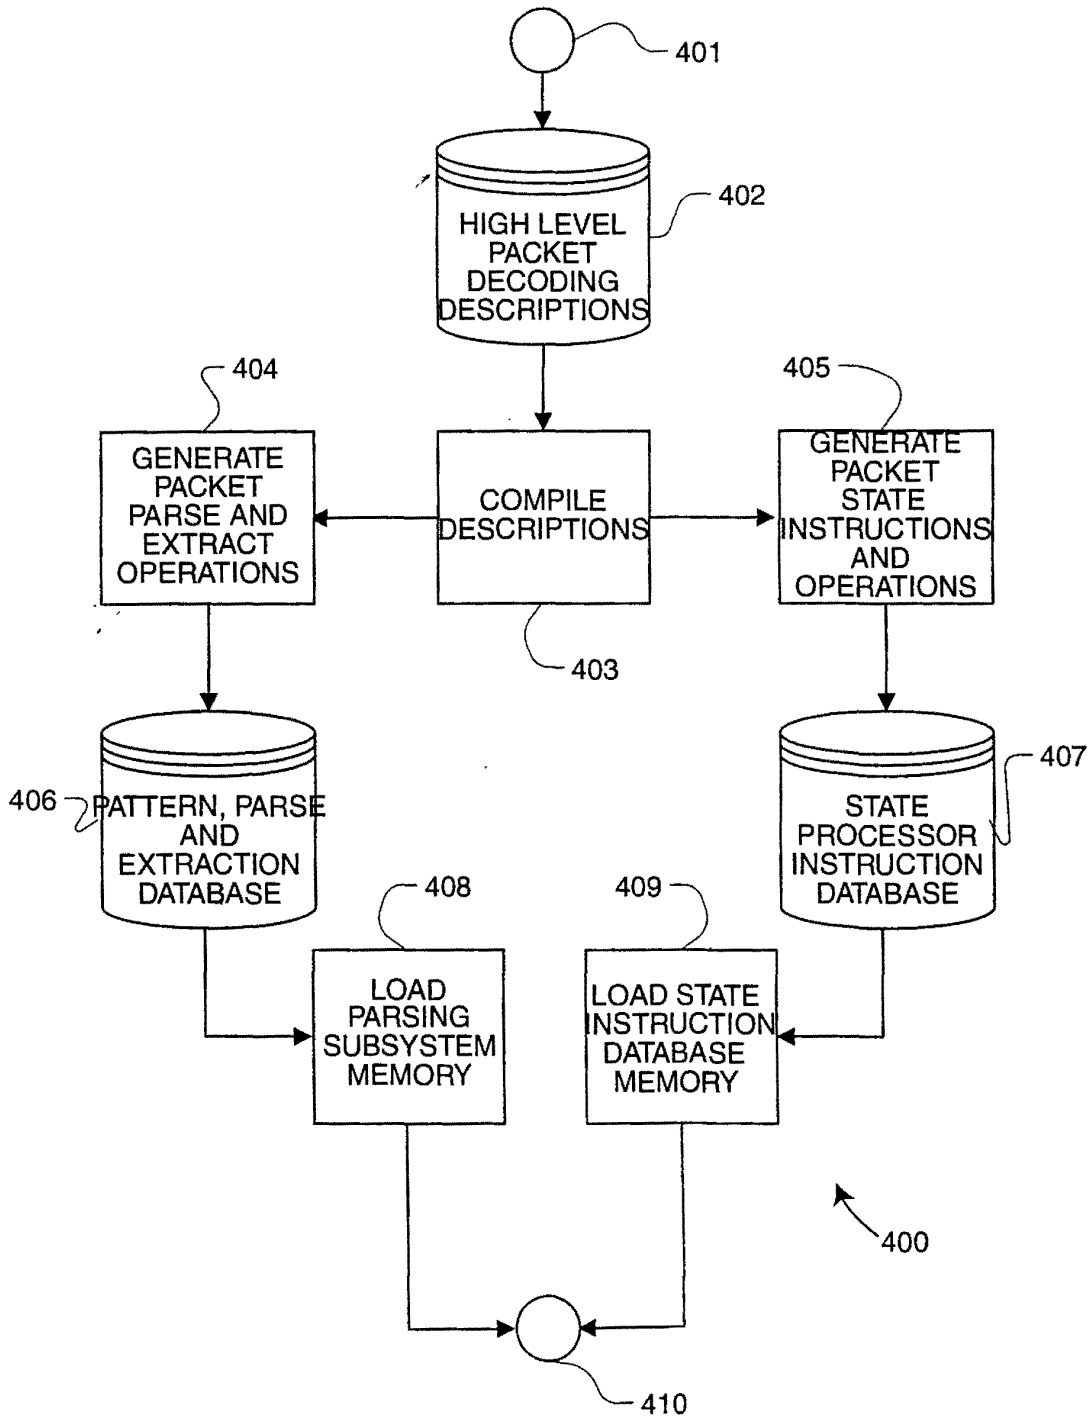 401
402
HIGH LEVEL
PACKET
DECODING
DESCRIPTIONS
404
405
GENERATE
PACKET
PARSE AND
EXTRACT
OPERATIONS
COMPILE
DESCRIPTIONS
GENERATE
PACKET
STATE
INSTRUCTIONS
AND
OPERATIONS
403
406
PATTERN, PARSE
AND
EXTRACTION
DATABASE
407
STATE
PROCESSOR
INSTRUCTION
DATABASE
408
409
LOAD
PARSING
SUBSYSTEM
MEMORY
LOAD STATE
INSTRUCTION
DATABASE
MEMORY
400
410